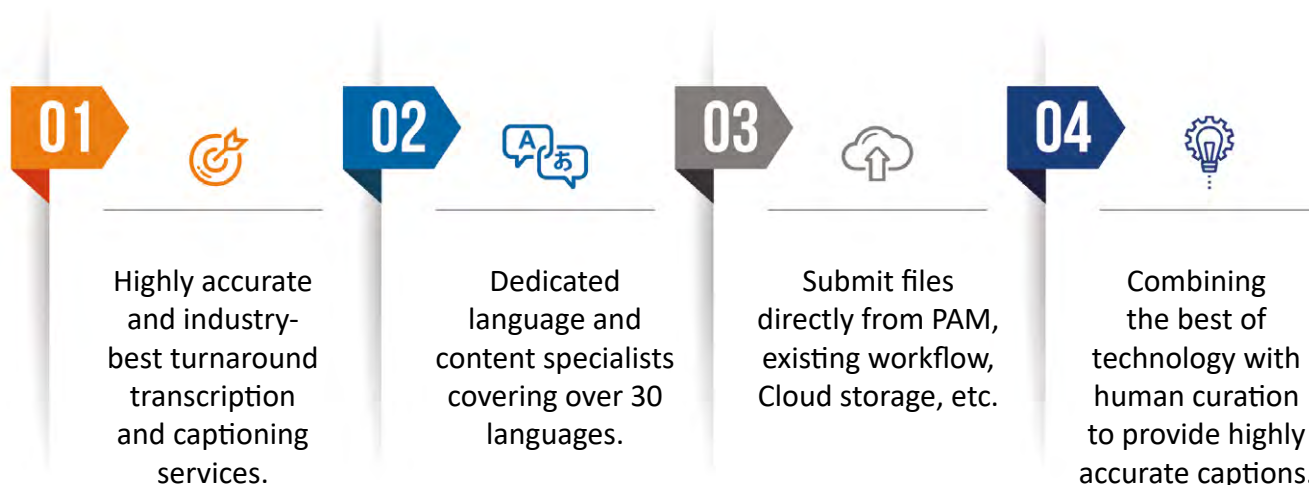 01
Highly accurate
and industry-
best turnaround
transcription
and captioning
services.
02
A あ
Dedicated
language and
content specialists
covering over 30
languages.
03
Submit files
directly from PAM,
existing workflow,
Cloud storage, etc.
04
Combining
the best of
technology with
human curation
to provide highly
accurate captions.